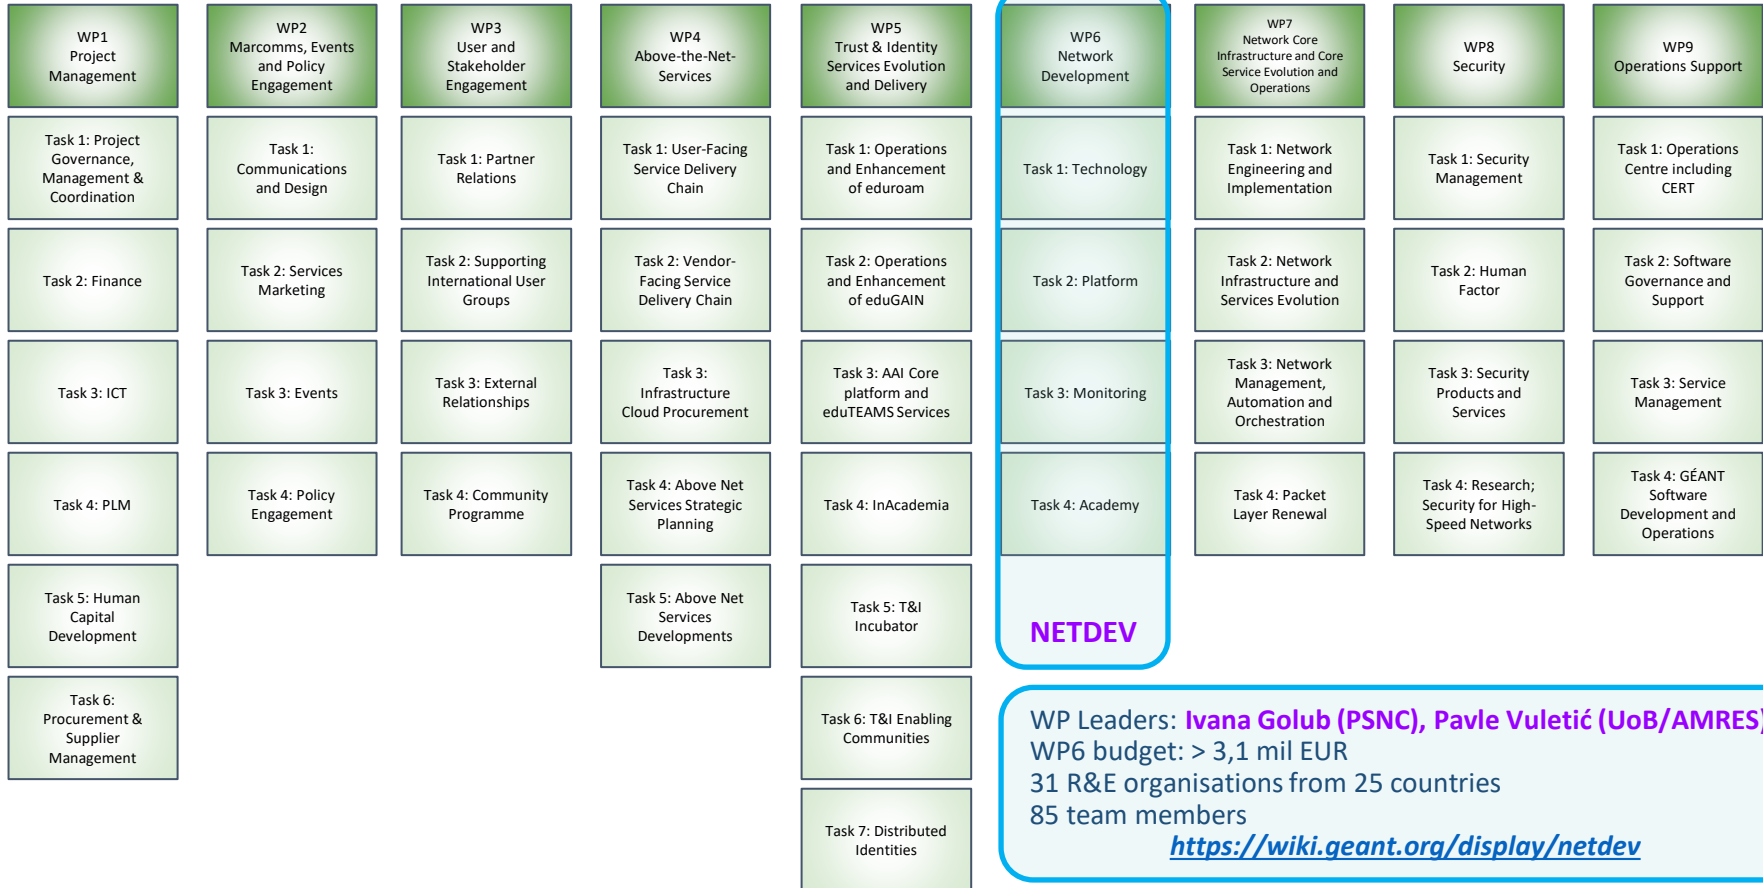 WP1
Project
Management
Task 1: Project
Governance,
Management &
Coordination
Task 2: Finance
Task 3: ICT
Task 4: PLM
Task 5: Human
Capital
Development
Task 6:
Procurement &
Supplier
Management
WP2
Marcomms, Events
and Policy
Engagement
Task 1:
Communications
and Design
Task 2: Services
Marketing
Task 3: Events
Task 4: Policy
Engagement
WP3
User and
Stakeholder
Engagement
Task 1: Partner
Relations
Task 2: Supporting
International User
Groups
Task 3: External
Relationships
Task 4: Community
Programme
WP4
Above-the-Net-
Services
Task 1: User-Facing
Service Delivery
Chain
Task 2: Vendor-
Facing Service
Delivery Chain
Task 3:
Infrastructure
Cloud Procurement
Task 4: Above Net
Services Strategic
Planning
Task 5: Above Net
Services
Developments
WP5
Trust & Identity
Services Evolution
and Delivery
Task 1: Operations
and Enhancement
of eduroam
Task 2: Operations
and Enhancement
of eduGAIN
Task 3: AAI Core
platform and
eduTEAMS Services
Task 4: InAcademia
Task 5: T&I
Incubator
Task 6: T&I Enabling
Communities
Task 7: Distributed
Identities
WP6
Network
Development
Task 1: Technology
Task 2: Platform
Task 3: Monitoring
Task 4: Academy
NETDEV
WP7
Network Core
Infrastructure and Core
Service Evolution and
Operations
Task 1: Network
Engineering and
Implementation
Task 2: Network
Infrastructure and
Services Evolution
Task 3: Network
Management,
Automation and
Orchestration
Task 4: Packet
Layer Renewal
WP8
Security
Task 1: Security
Management
Task 2: Human
Factor
Task 3: Security
Products and
Services
Task 4: Research;
Security for High-
Speed Networks
WP9
Operations Support
Task 1: Operations
Centre including
CERT
Task 2: Software
Governance and
Support
Task 3: Service
Management
Task 4: GÉANT
Software
Development and
Operations
WP Leaders: Ivana Golub (PSNC), Pavle Vuletić (UoB/AMRES)
WP6 budget: > 3,1 mil EUR
31 R&E organisations from 25 countries
85 team members
https://wiki.geant.org/display/netdev